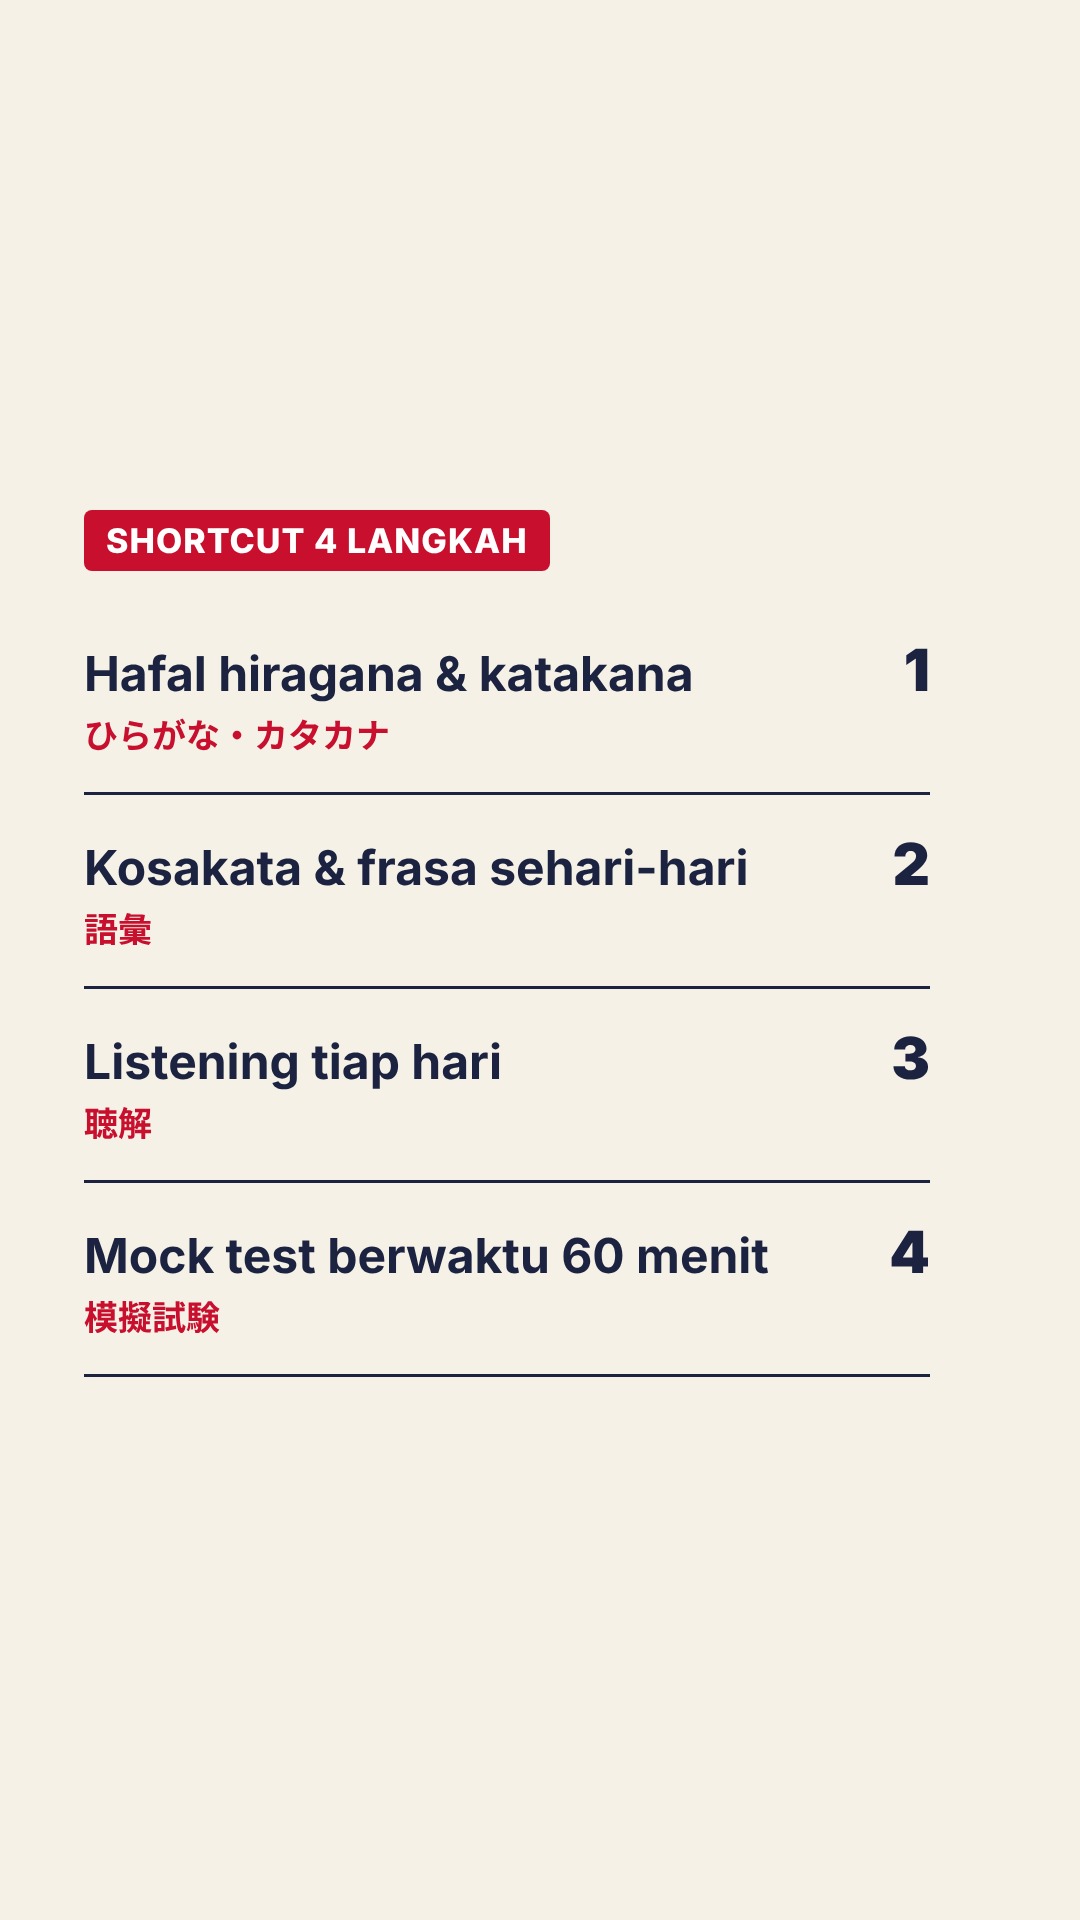 SHORTCUT 4 LANGKAH
Hafal hiragana & katakana 1
ひらがな・カタカナ
Kosakata & frasa sehari-hari 2
語彙
Listening tiap hari 3
聴解
Mock test berwaktu 60 menit 4
模擬試験